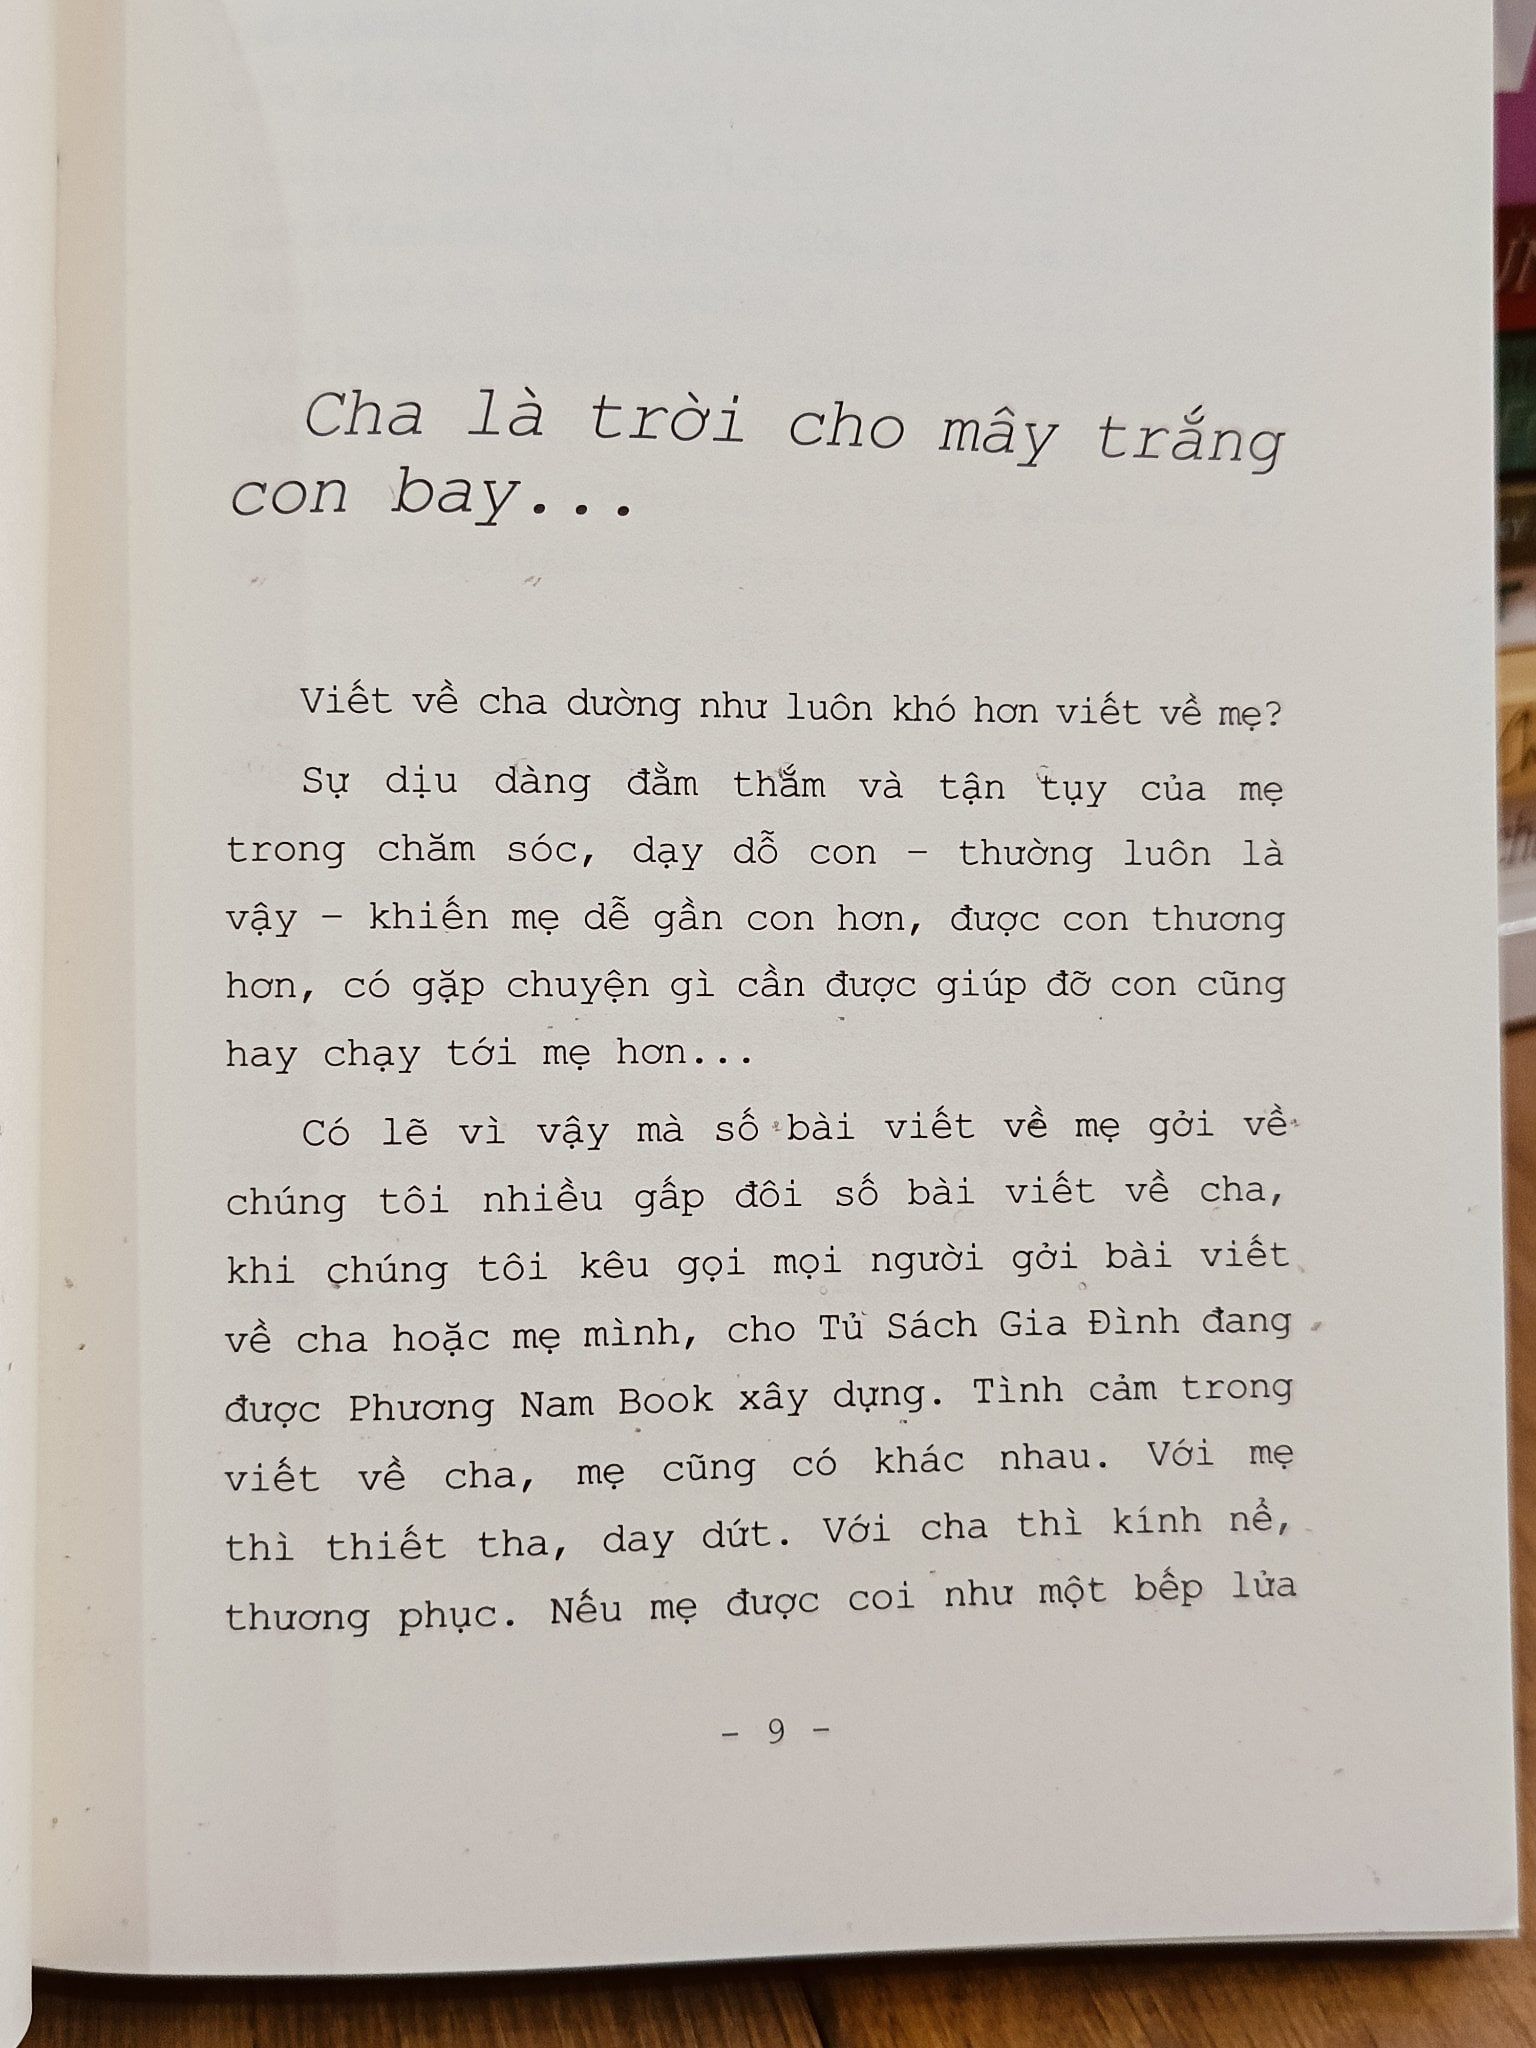 Cha là trời cho mây trắng
con bay...
Viết về cha dường như luôn khó hơn viết về mẹ?
Sự dịu dàng đằm thắm và tận tụy của mẹ
trong chăm sóc, dạy dỗ con – thường luôn là
vậy – khiến mẹ dễ gần con hơn, được con thương
hơn, có gặp chuyện gì cần được giúp đỡ con cũng
hay chạy tới mẹ hơn...
Có lẽ vì vậy mà số bài viết về mẹ gởi về
chúng tôi nhiều gấp đôi số bài viết về cha,
khi chúng tôi kêu gọi mọi người gởi bài viết
về cha hoặc mẹ mình, cho Tủ Sách Gia Đình đang
được Phương Nam Book xây dựng. Tình cảm trong
viết về cha, mẹ cũng có khác nhau. Với mẹ
thì thiết tha, day dứt. Với cha thì kính nể,
thương phục. Nếu mẹ được coi như một bếp lửa
- 9 -